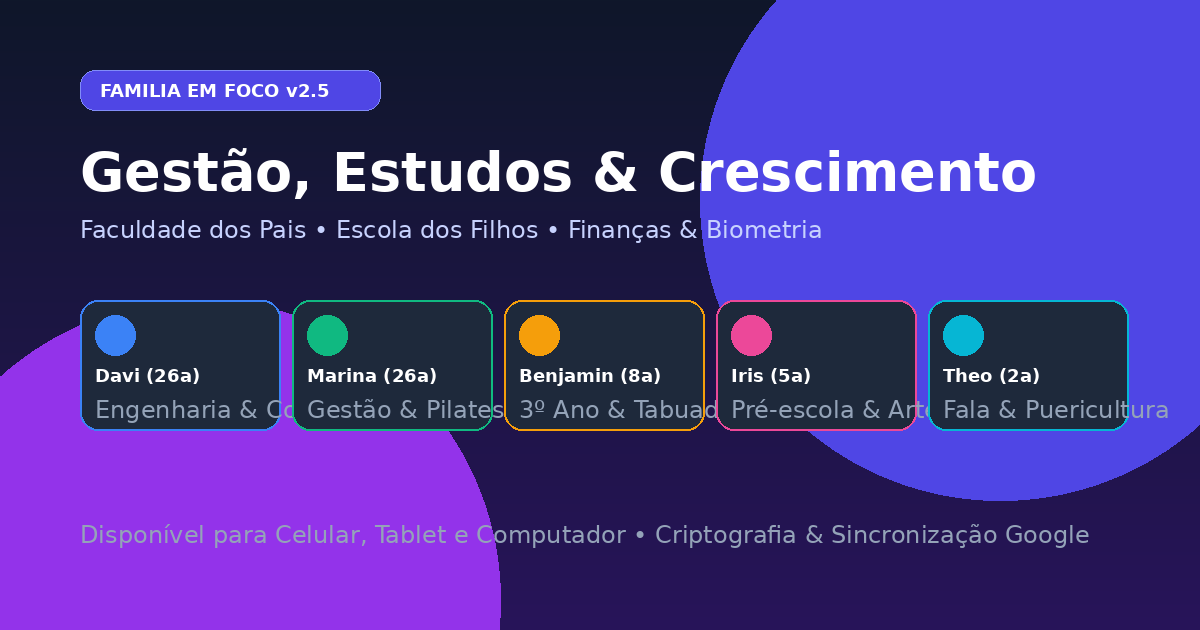 FAMILIA EM FOCO v2.5
Gestão, Estudos & Crescimento
Faculdade dos Pais • Escola dos Filhos • Finanças & Biometria
Davi (26a)
Engenharia & Co
Marina (26a)
Gestão & Pilates
Benjamin (8a)
3º Ano & Tabuad
Iris (5a)
Pré-escola & Arte
Theo (2a)
Fala & Puericultura
Disponível para Celular, Tablet e Computador • Criptografia & Sincronização Google